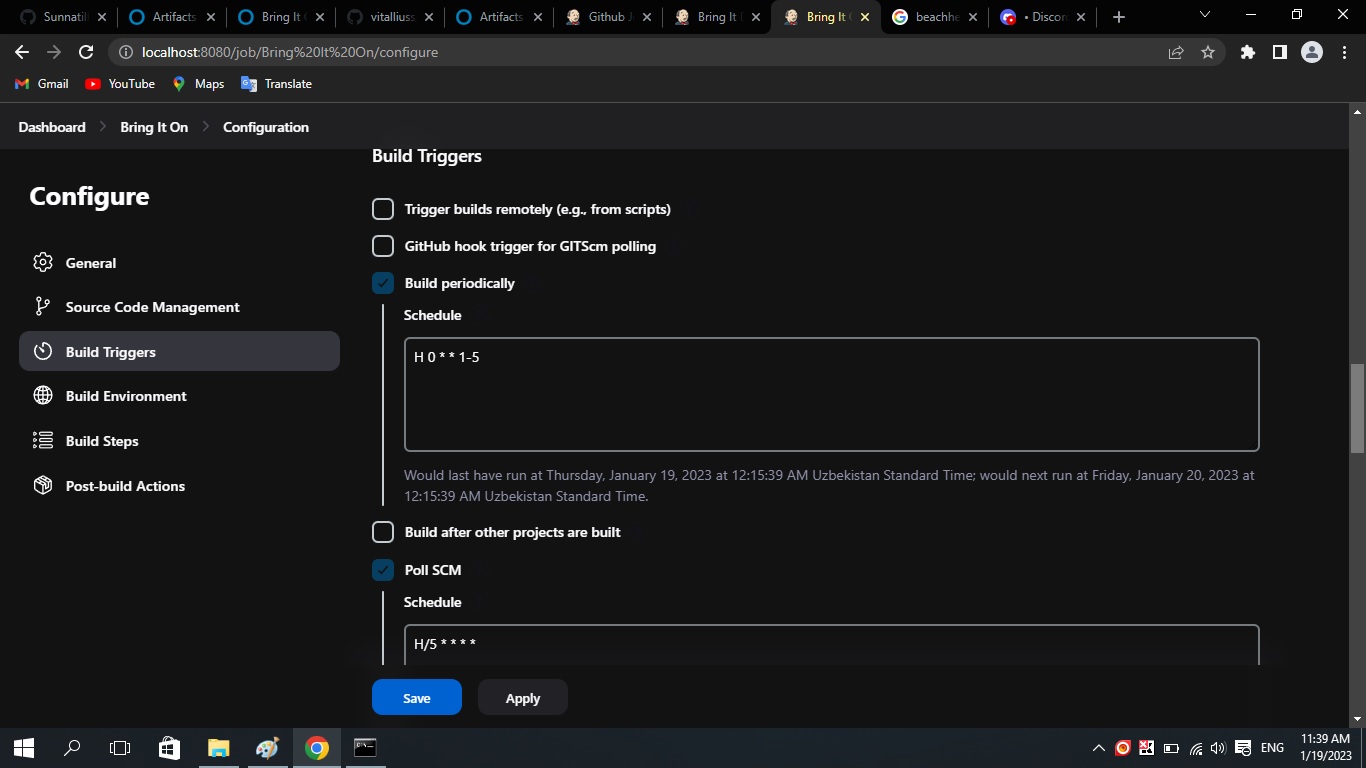 Sunnatill
Artifacts
Bring It
vitalliuss
Artifacts
Github J
Bring It
Bring It
beachhe
• Discor
localhost:8080/job/Bring%20It%20On/configure
Gmail
YouTube
Maps
Translate
Dashboard
Bring It On
Configuration
Configure
General
Source Code Management
Build Triggers
Build Environment
Build Steps
Post-build Actions
Build Triggers
Trigger builds remotely (e.g., from scripts)
GitHub hook trigger for GITScm polling
Build periodically
Schedule
H 0 * * 1-5
Would last have run at Thursday, January 19, 2023 at 12:15:39 AM Uzbekistan Standard Time; would next run at Friday, January 20, 2023 at
12:15:39 AM Uzbekistan Standard Time.
Build after other projects are built
Poll SCM
Schedule
H/5 * * * *
Save
Apply
ENG
11:39 AM
1/19/2023